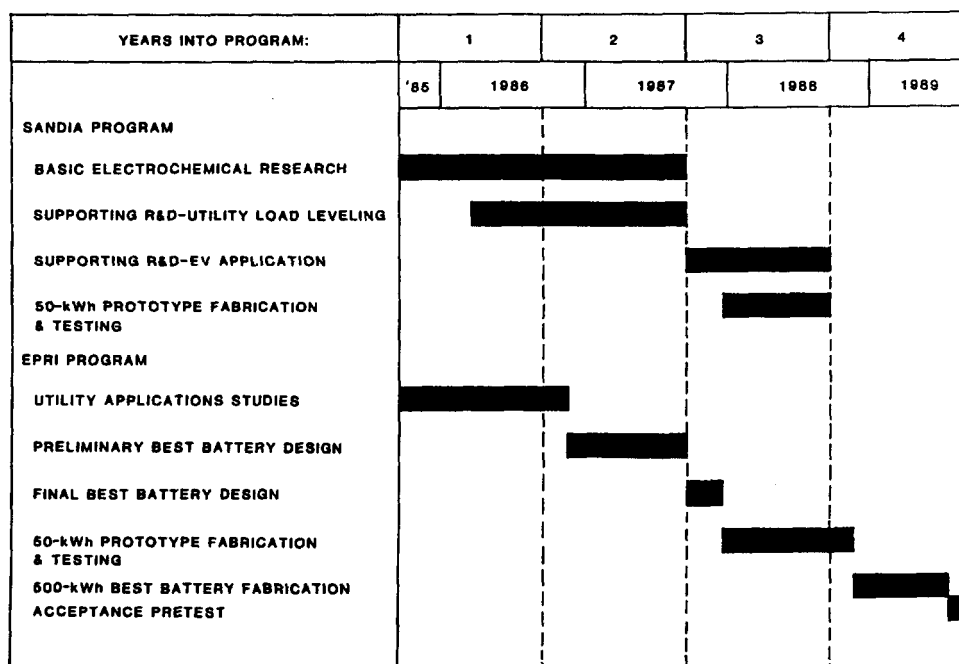 YEARS INTO PROGRAM: 1 2 3 4
'85 1986 1987 1988 1989
SANDIA PROGRAM
BASIC ELECTROCHEMICAL RESEARCH
SUPPORTING R&D-UTILITY LOAD LEVELING
SUPPORTING R&D-EV APPLICATION
50-kWh PROTOTYPE FABRICATION
& TESTING
EPRI PROGRAM
UTILITY APPLICATIONS STUDIES
PRELIMINARY BEST BATTERY DESIGN
FINAL BEST BATTERY DESIGN
50-kWh PROTOTYPE FABRICATION
& TESTING
500-kWh BEST BATTERY FABRICATION
ACCEPTANCE PRETEST